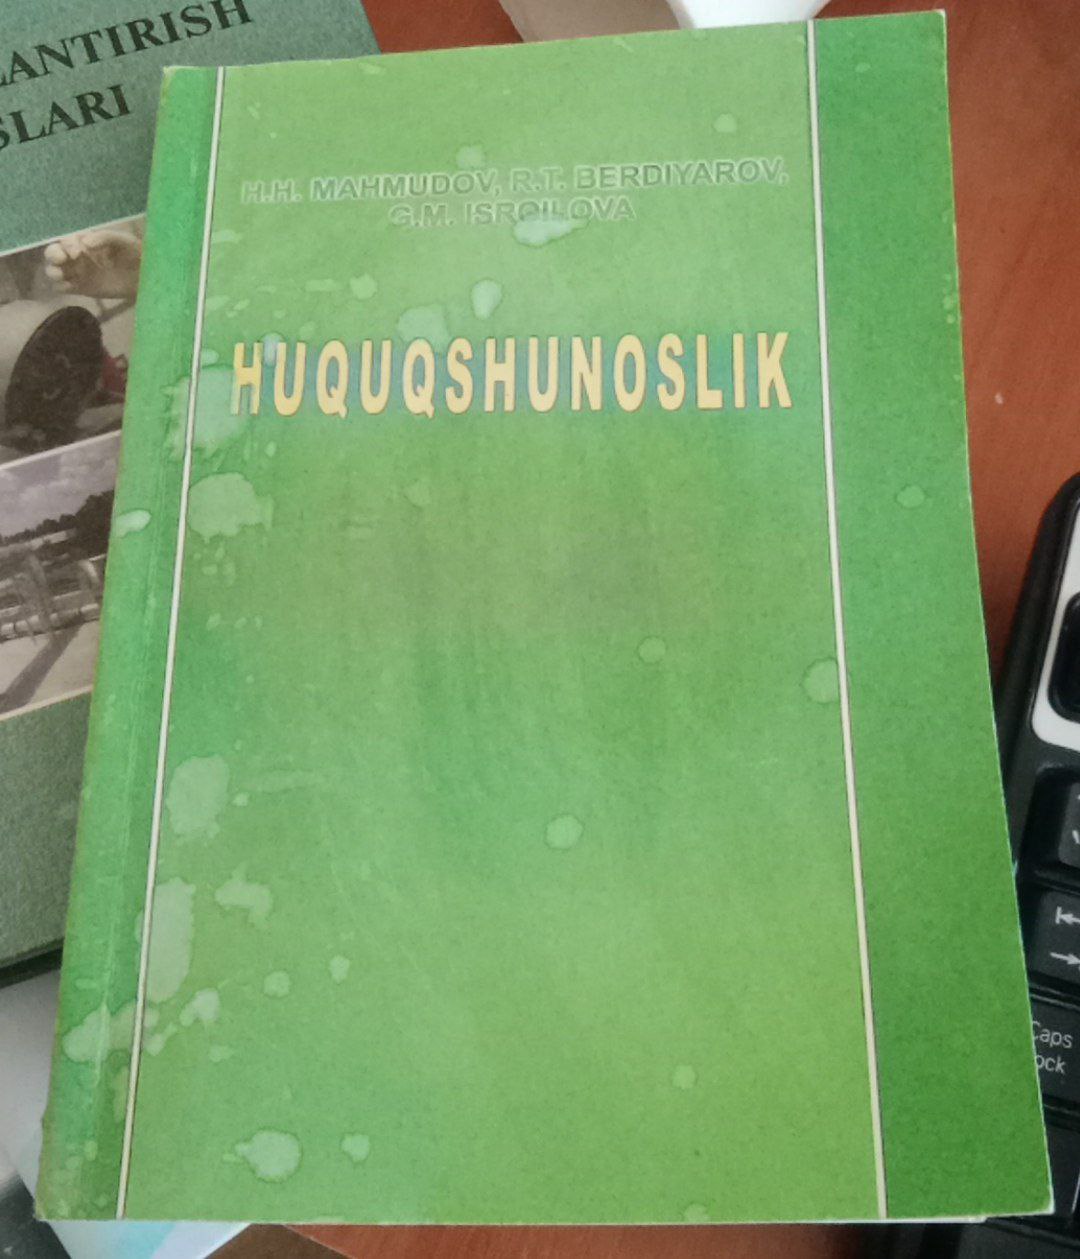 LANTIRISH
SLARI
H.H. MAHMUDOV, R.T. BERDIYAROV,
G.M. ISROILOVA
HUQUQSHUNOSLIK
Caps
ock